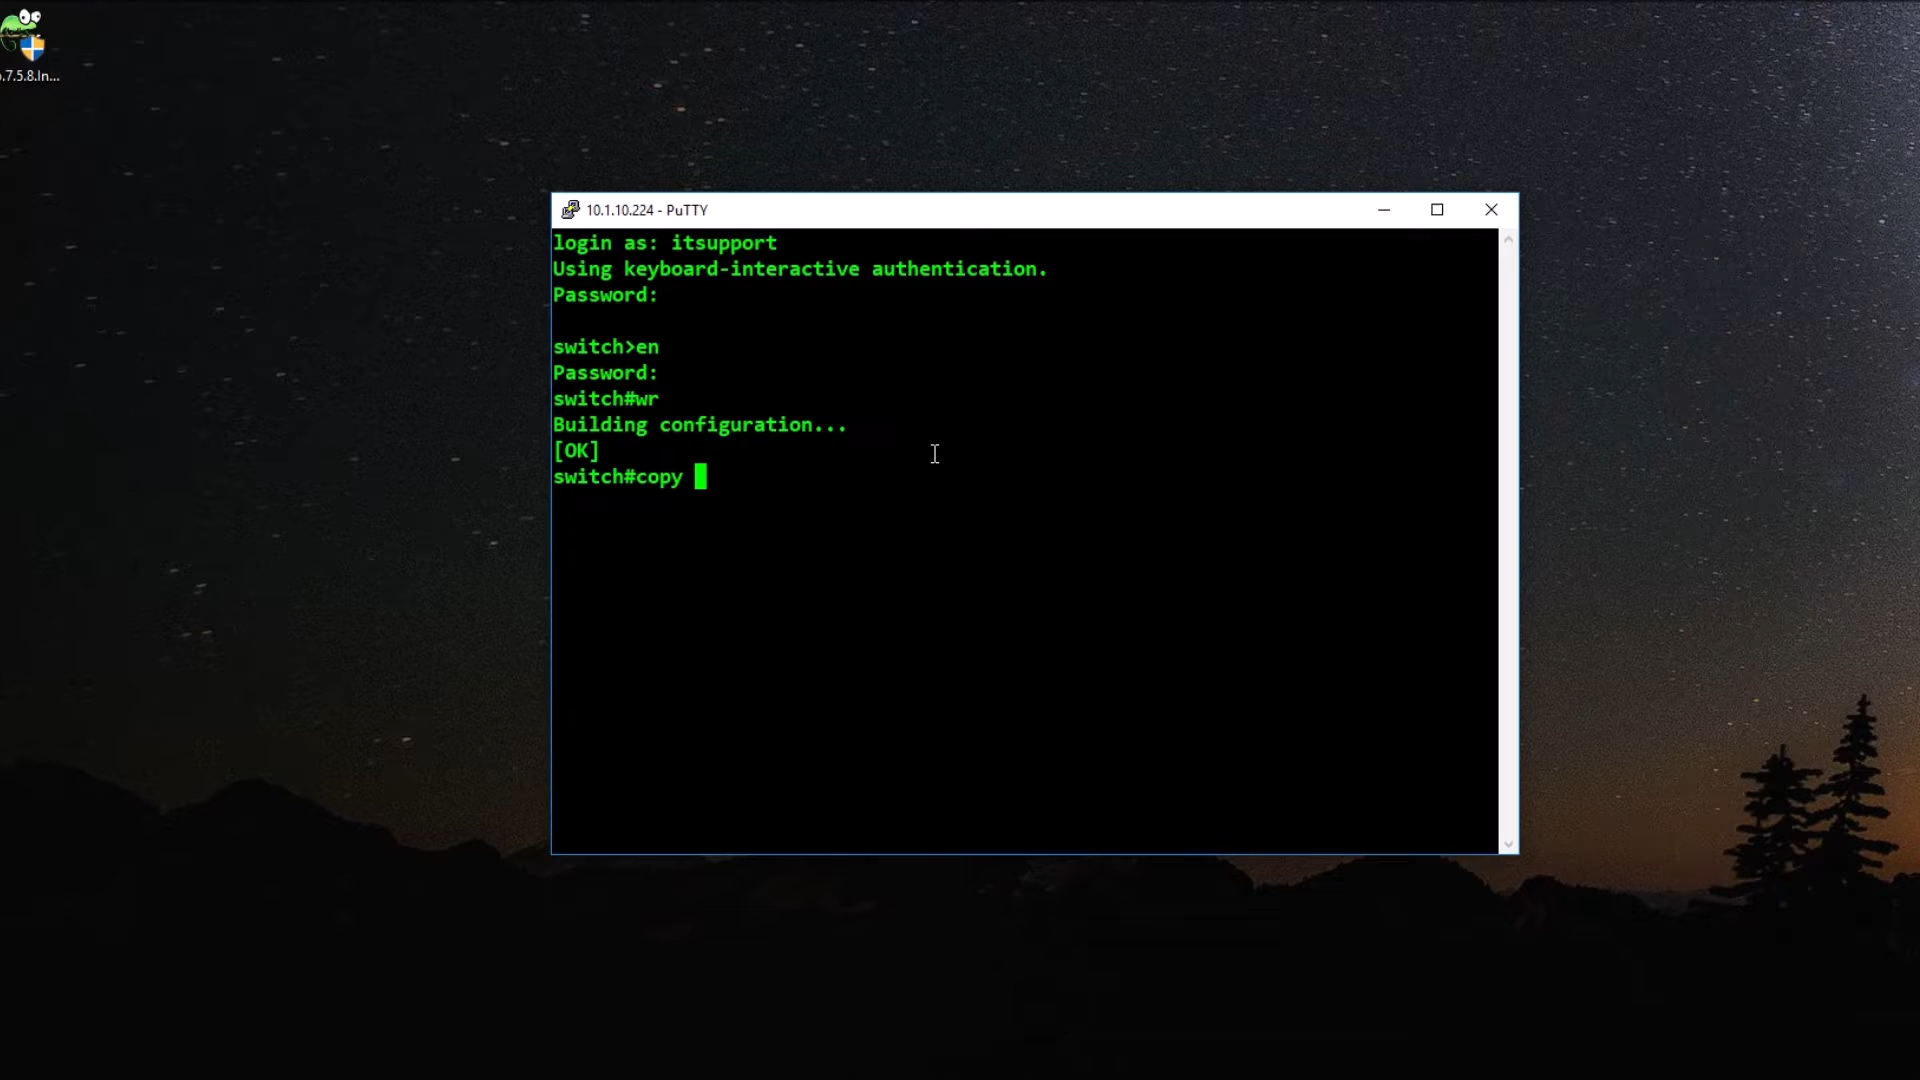 .7.5.8.In...
10.1.10.224 - PuTTY
login as: itsupport
Using keyboard-interactive authentication.
Password:
switch>en
Password:
switch#wr
Building configuration...
[OK]
switch#copy